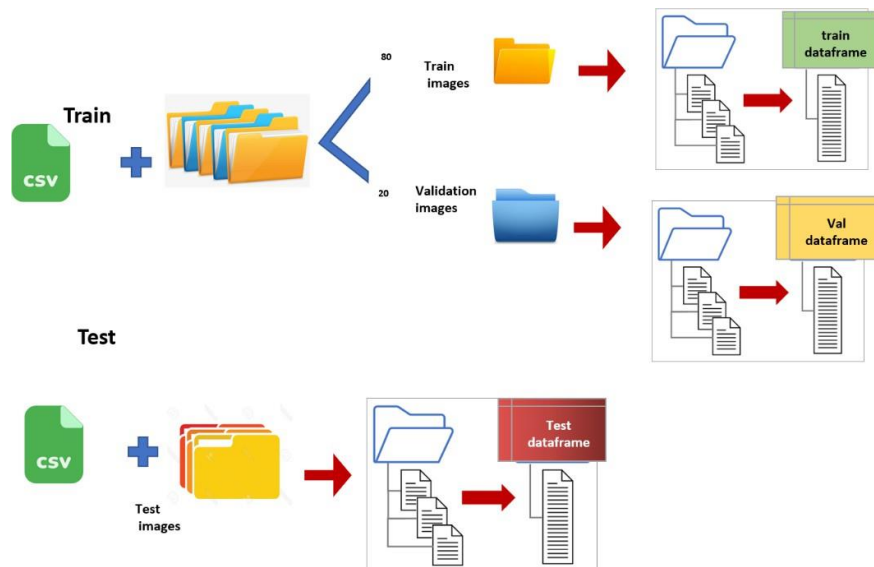 Train
CSV
80
Train
images
train
dataframe
20
Validation
images
Val
dataframe
Test
CSV
Test
images
Test
dataframe